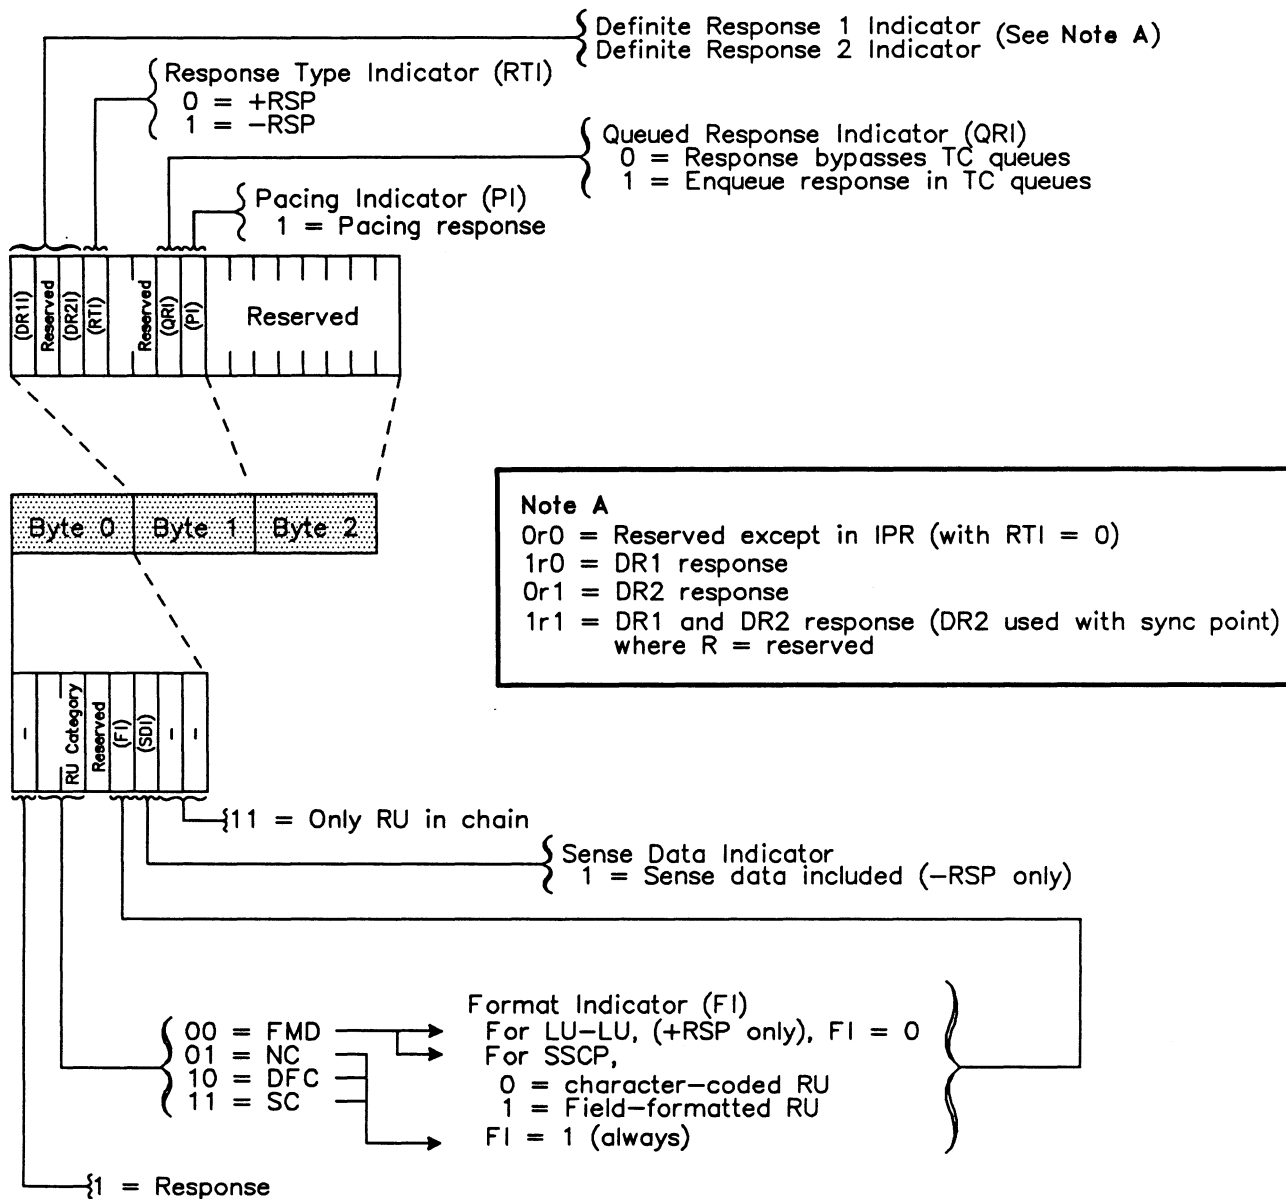 Definite Response 1 Indicator (See Note A)
Definite Response 2 Indicator
Response Type Indicator (RTI)
0 = +RSP
1 = -RSP
Queued Response Indicator (QRI)
0 = Response bypasses TC queues
1 = Enqueue response in TC queues
Pacing Indicator (PI)
1 = Pacing response
(DR1I)
Reserved
(DR2I)
(RTI)
Reserved
(QRI)
(PI)
Reserved
Byte 0
Byte 1
Byte 2
Note A
0r0 = Reserved except in IPR (with RTI = 0)
1r0 = DR1 response
0r1 = DR2 response
1r1 = DR1 and DR2 response (DR2 used with sync point)
where R = reserved
–
RU Category
Reserved
(FI)
(SDI)
–
–
11 = Only RU in chain
Sense Data Indicator
1 = Sense data included (–RSP only)
Format Indicator (FI)
00 = FMD
01 = NC
10 = DFC
11 = SC
For LU–LU, (+RSP only), FI = 0
For SSCP,
0 = character–coded RU
1 = Field–formatted RU
FI = 1 (always)
1 = Response